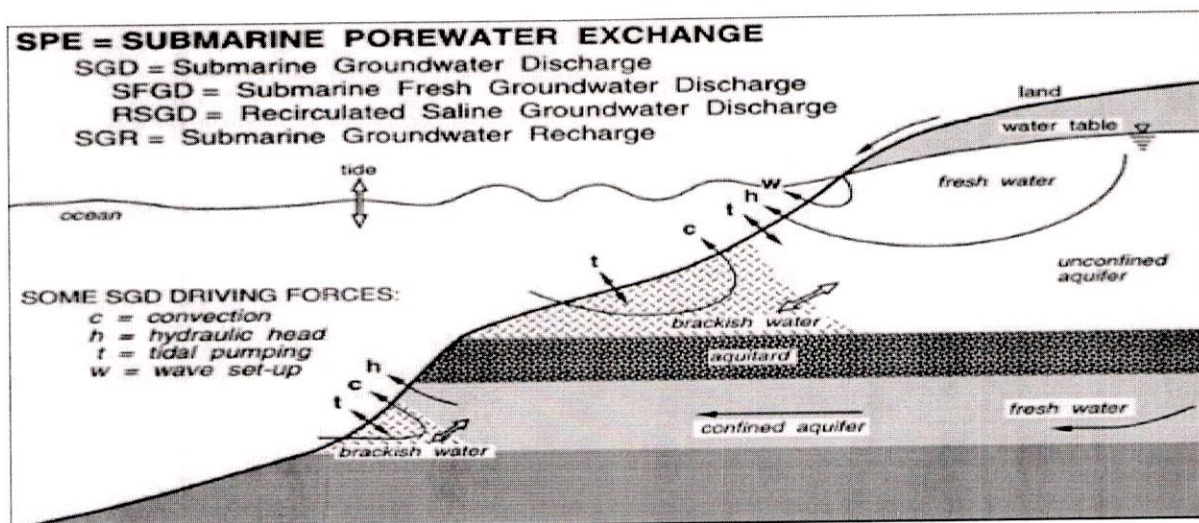 SPE = SUBMARINE POREWATER EXCHANGE
SGD = Submarine Groundwater Discharge
SFGD = Submarine Fresh Groundwater Discharge
RSGD = Recirculated Saline Groundwater Discharge
SGR = Submarine Groundwater Recharge
land
water table
tide
fresh water
ocean
w
h
t
c
t
unconfined
aquifer
SOME SGD DRIVING FORCES:
c = convection
h = hydraulic head
t = tidal pumping
w = wave set-up
brackish water
aquitard
h
c
t
fresh water
confined aquifer
brackish water